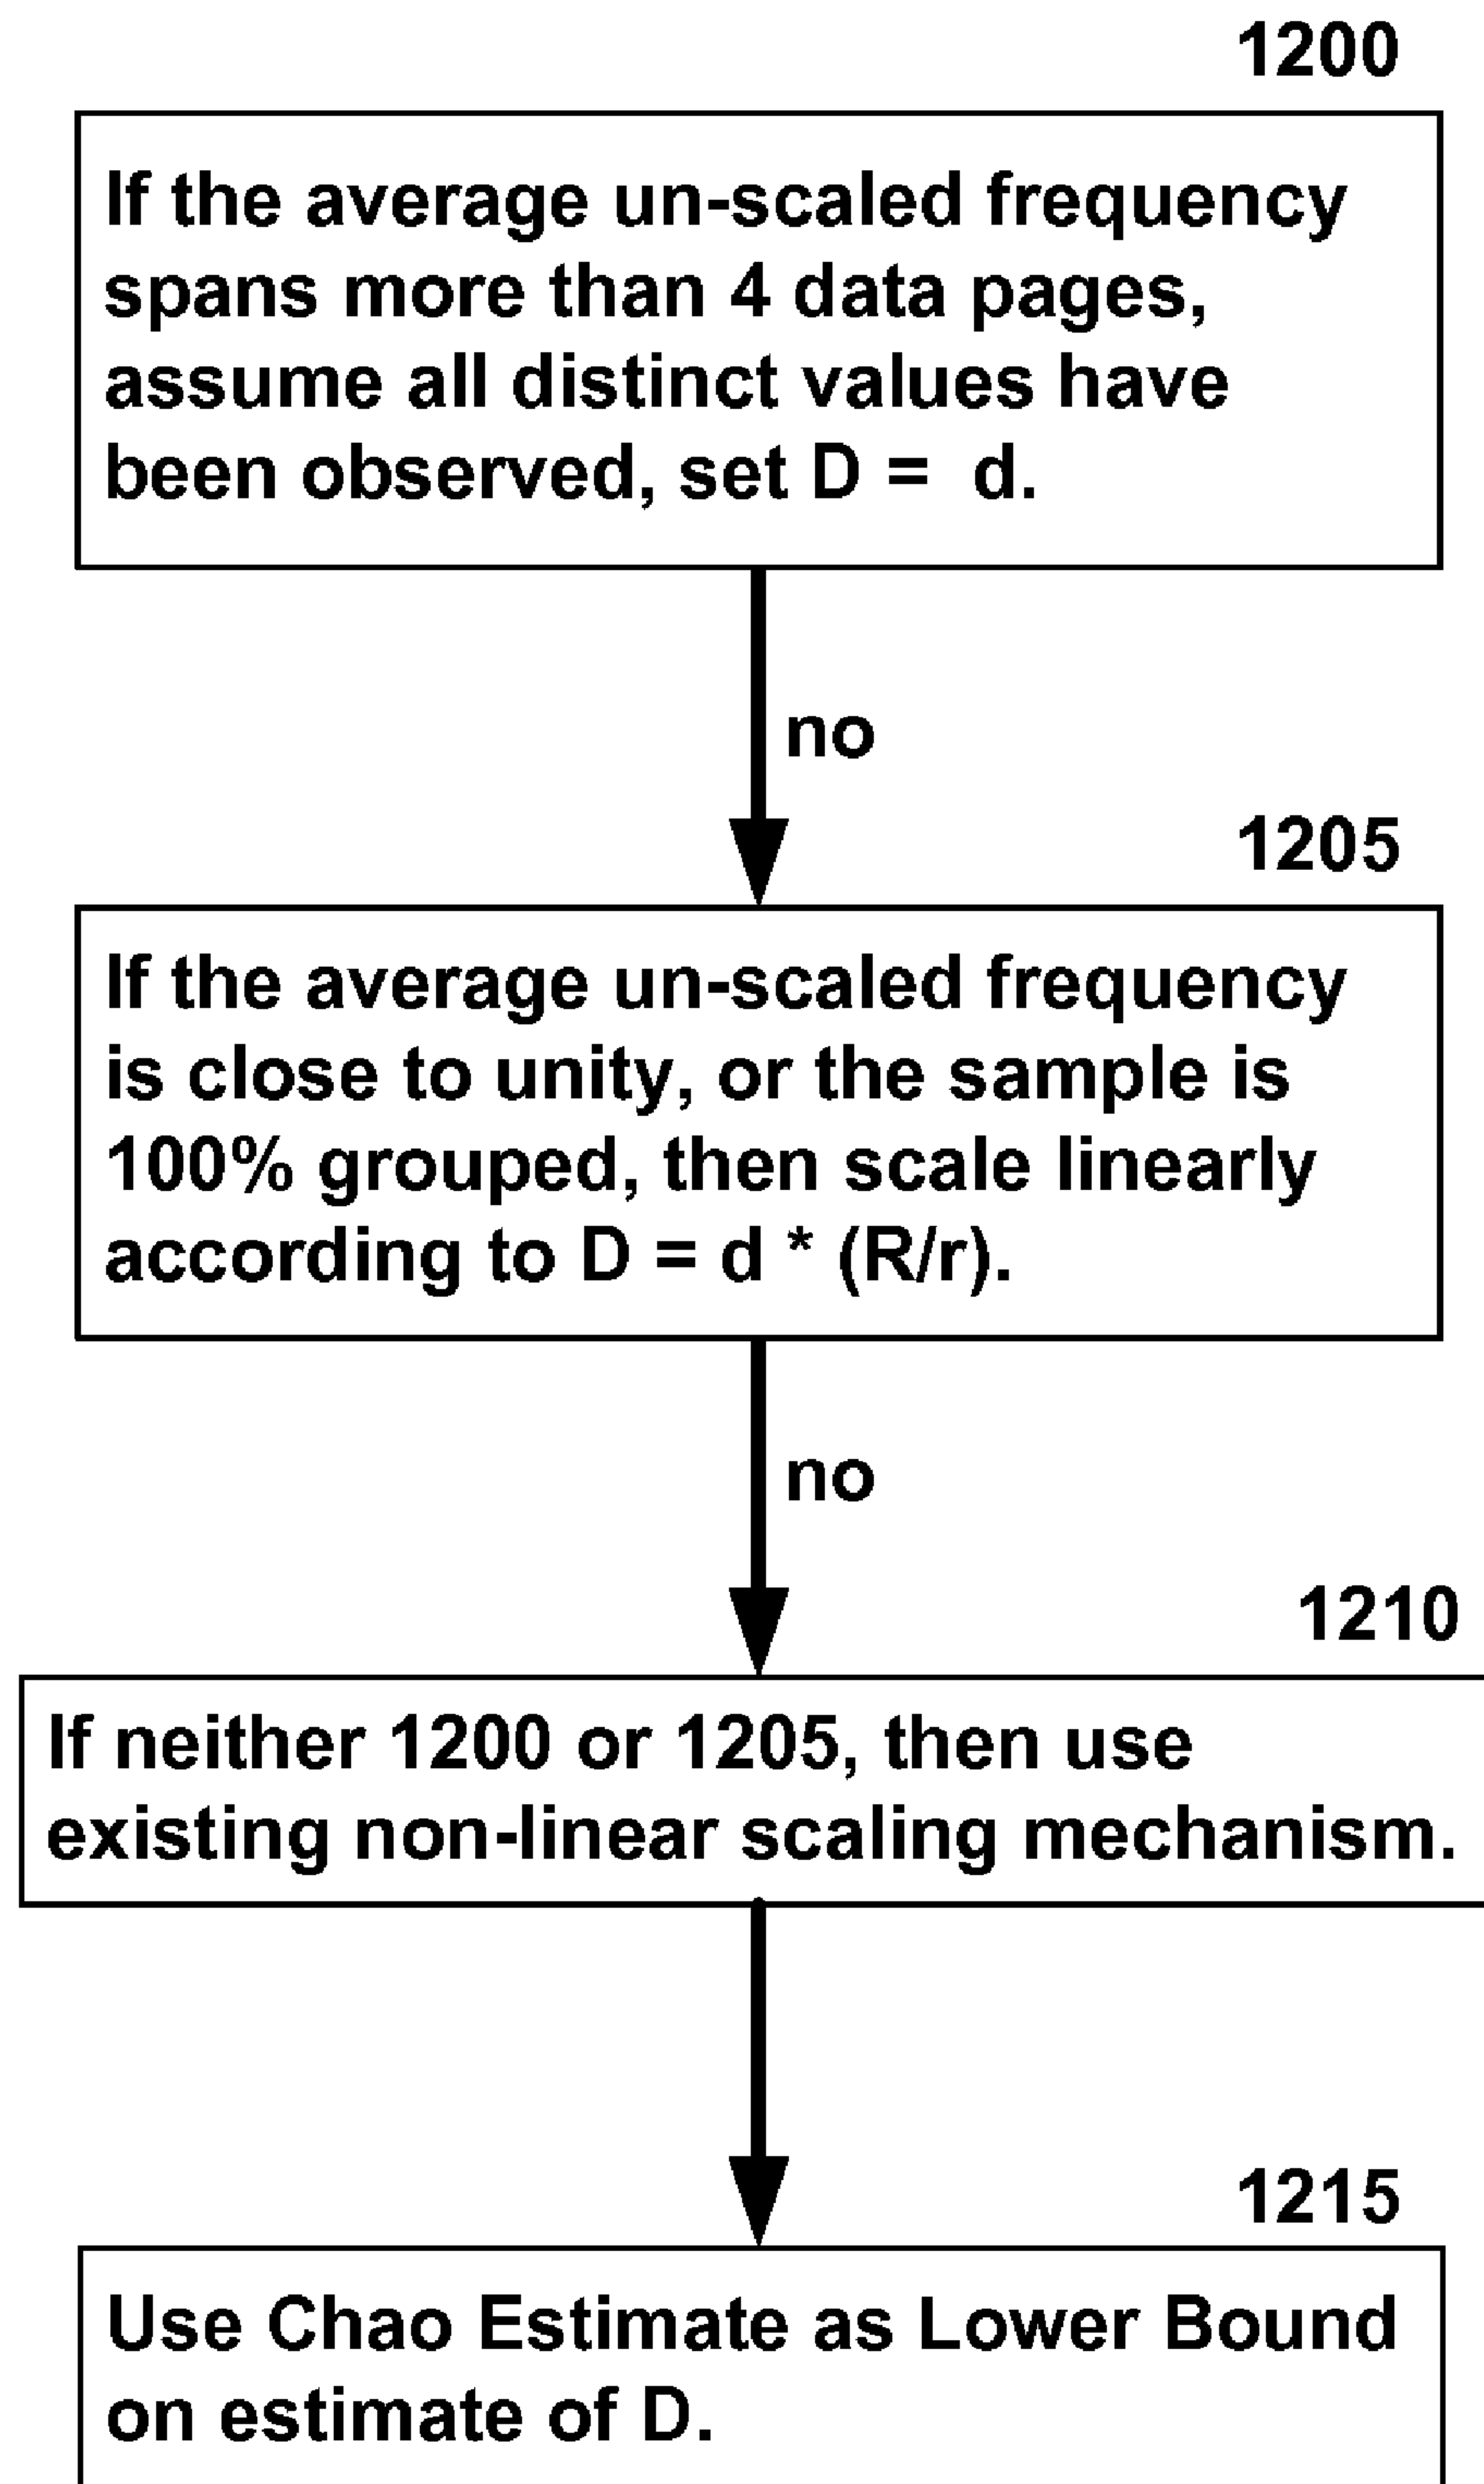 1200
If the average un-scaled frequency
spans more than 4 data pages,
assume all distinct values have
been observed, set D =  d.
no
1205
If the average un-scaled frequency
is close to unity, or the sample is
100% grouped, then scale linearly
according to D = d * (R/r).
no
1210
If neither 1200 or 1205, then use
existing non-linear scaling mechanism.
1215
Use Chao Estimate as Lower Bound
on estimate of D.